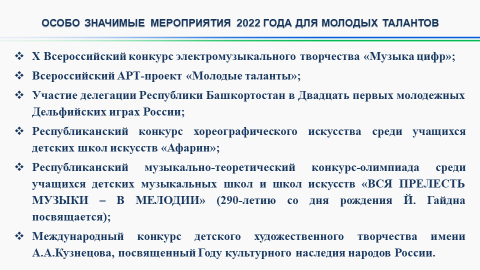 ОСОБО ЗНАЧИМЫЕ МЕРОПРИЯТИЯ 2022 ГОДА ДЛЯ МОЛОДЫХ ТАЛАНТОВ
❖ X Всероссийский конкурс электромузыкального творчества «Музыка цифр»;
❖ Всероссийский АРТ-проект «Молодые таланты»;
❖ Участие делегации Республики Башкортостан в Двадцать первых молодежных
Дельфийских играх России;
❖ Республиканский конкурс хореографического искусства среди учащихся
детских школ искусств «Афарин»;
❖ Республиканский музыкально-теоретический конкурс-олимпиада среди
учащихся детских музыкальных школ и школ искусств «ВСЯ ПРЕЛЕСТЬ
МУЗЫКИ – В МЕЛОДИИ» (290-летию со дня рождения Й. Гайдна
посвящается);
❖ Международный конкурс детского художественного творчества имени
А.А.Кузнецова, посвященный Году культурного наследия народов России.